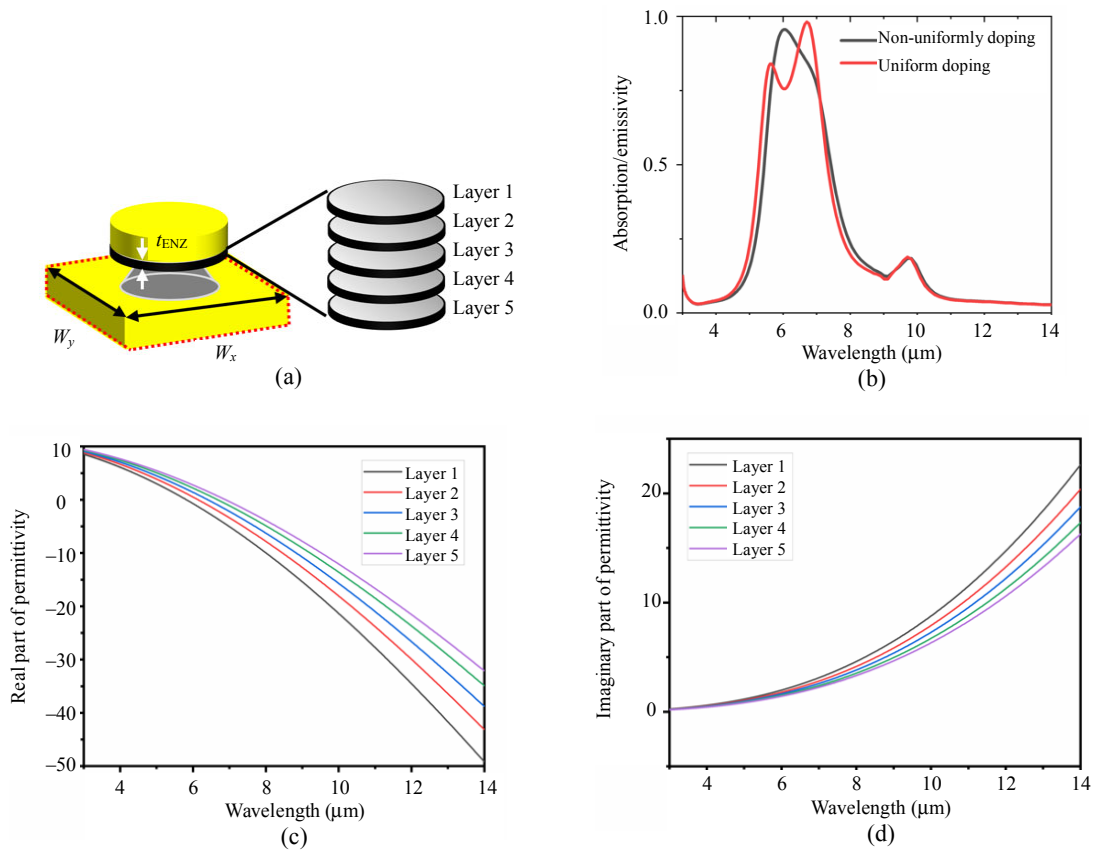 t_ENZ
W_y
W_x
Layer 1
Layer 2
Layer 3
Layer 4
Layer 5
(a)
1.0
0.5
0.0
Absorption/emissivity
Non-uniformly doping
Uniform doping
4 6 8 10 12 14
Wavelength (μm)
(b)
10
0
−10
−20
−30
−40
−50
Real part of permittivity
Layer 1
Layer 2
Layer 3
Layer 4
Layer 5
4 6 8 10 12 14
Wavelength (μm)
(c)
20
10
0
Imaginary part of permittivity
Layer 1
Layer 2
Layer 3
Layer 4
Layer 5
4 6 8 10 12 14
Wavelength (μm)
(d)